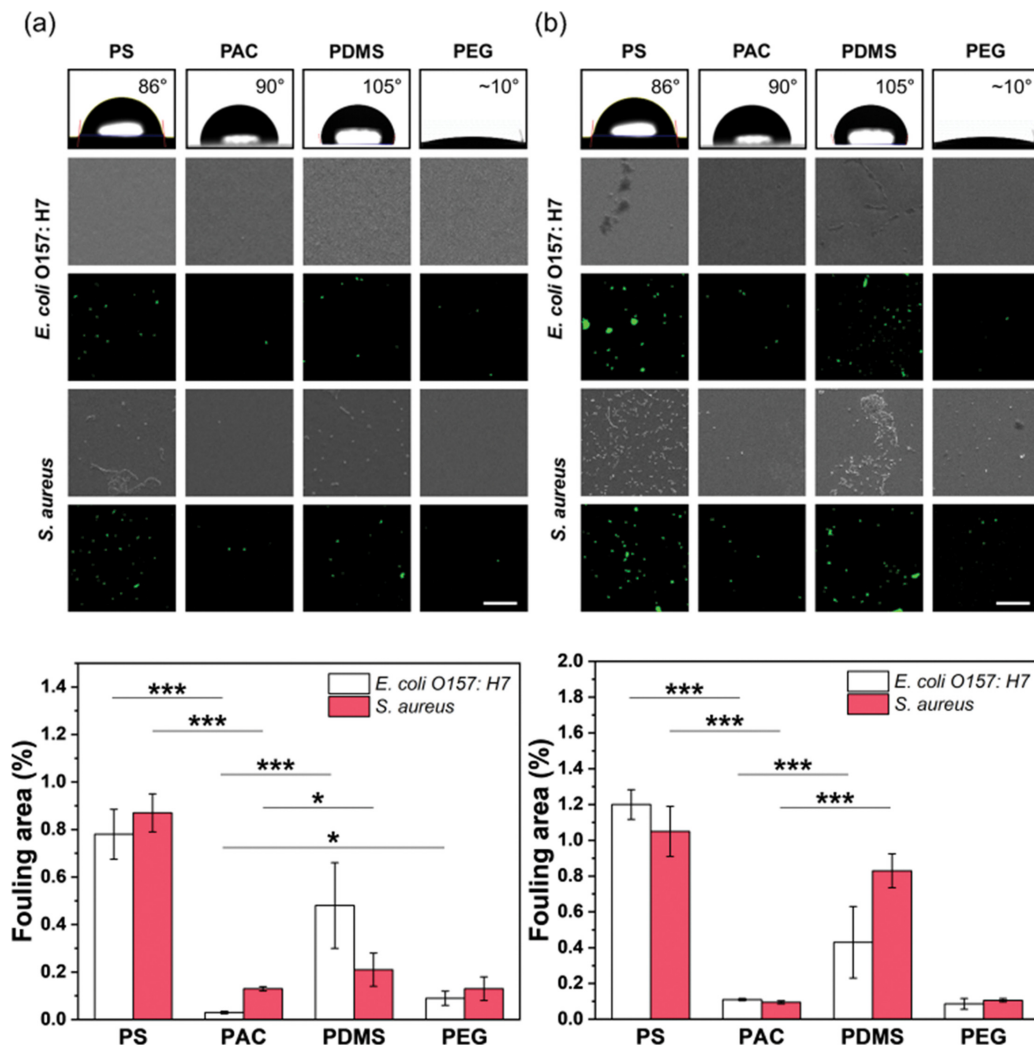 (a)
PS PAC PDMS PEG
86° 90° 105° ~10°
E. coli O157: H7
S. aureus
(b)
PS PAC PDMS PEG
86° 90° 105° ~10°
E. coli O157: H7
S. aureus
Fouling area (%)
1.4
1.2
1.0
0.8
0.6
0.4
0.2
0.0
E. coli O157: H7
S. aureus
***
***
***
*
*
PS PAC PDMS PEG
Fouling area (%)
2.0
1.8
1.6
1.4
1.2
1.0
0.8
0.6
0.4
0.2
0.0
E. coli O157: H7
S. aureus
***
***
***
***
PS PAC PDMS PEG